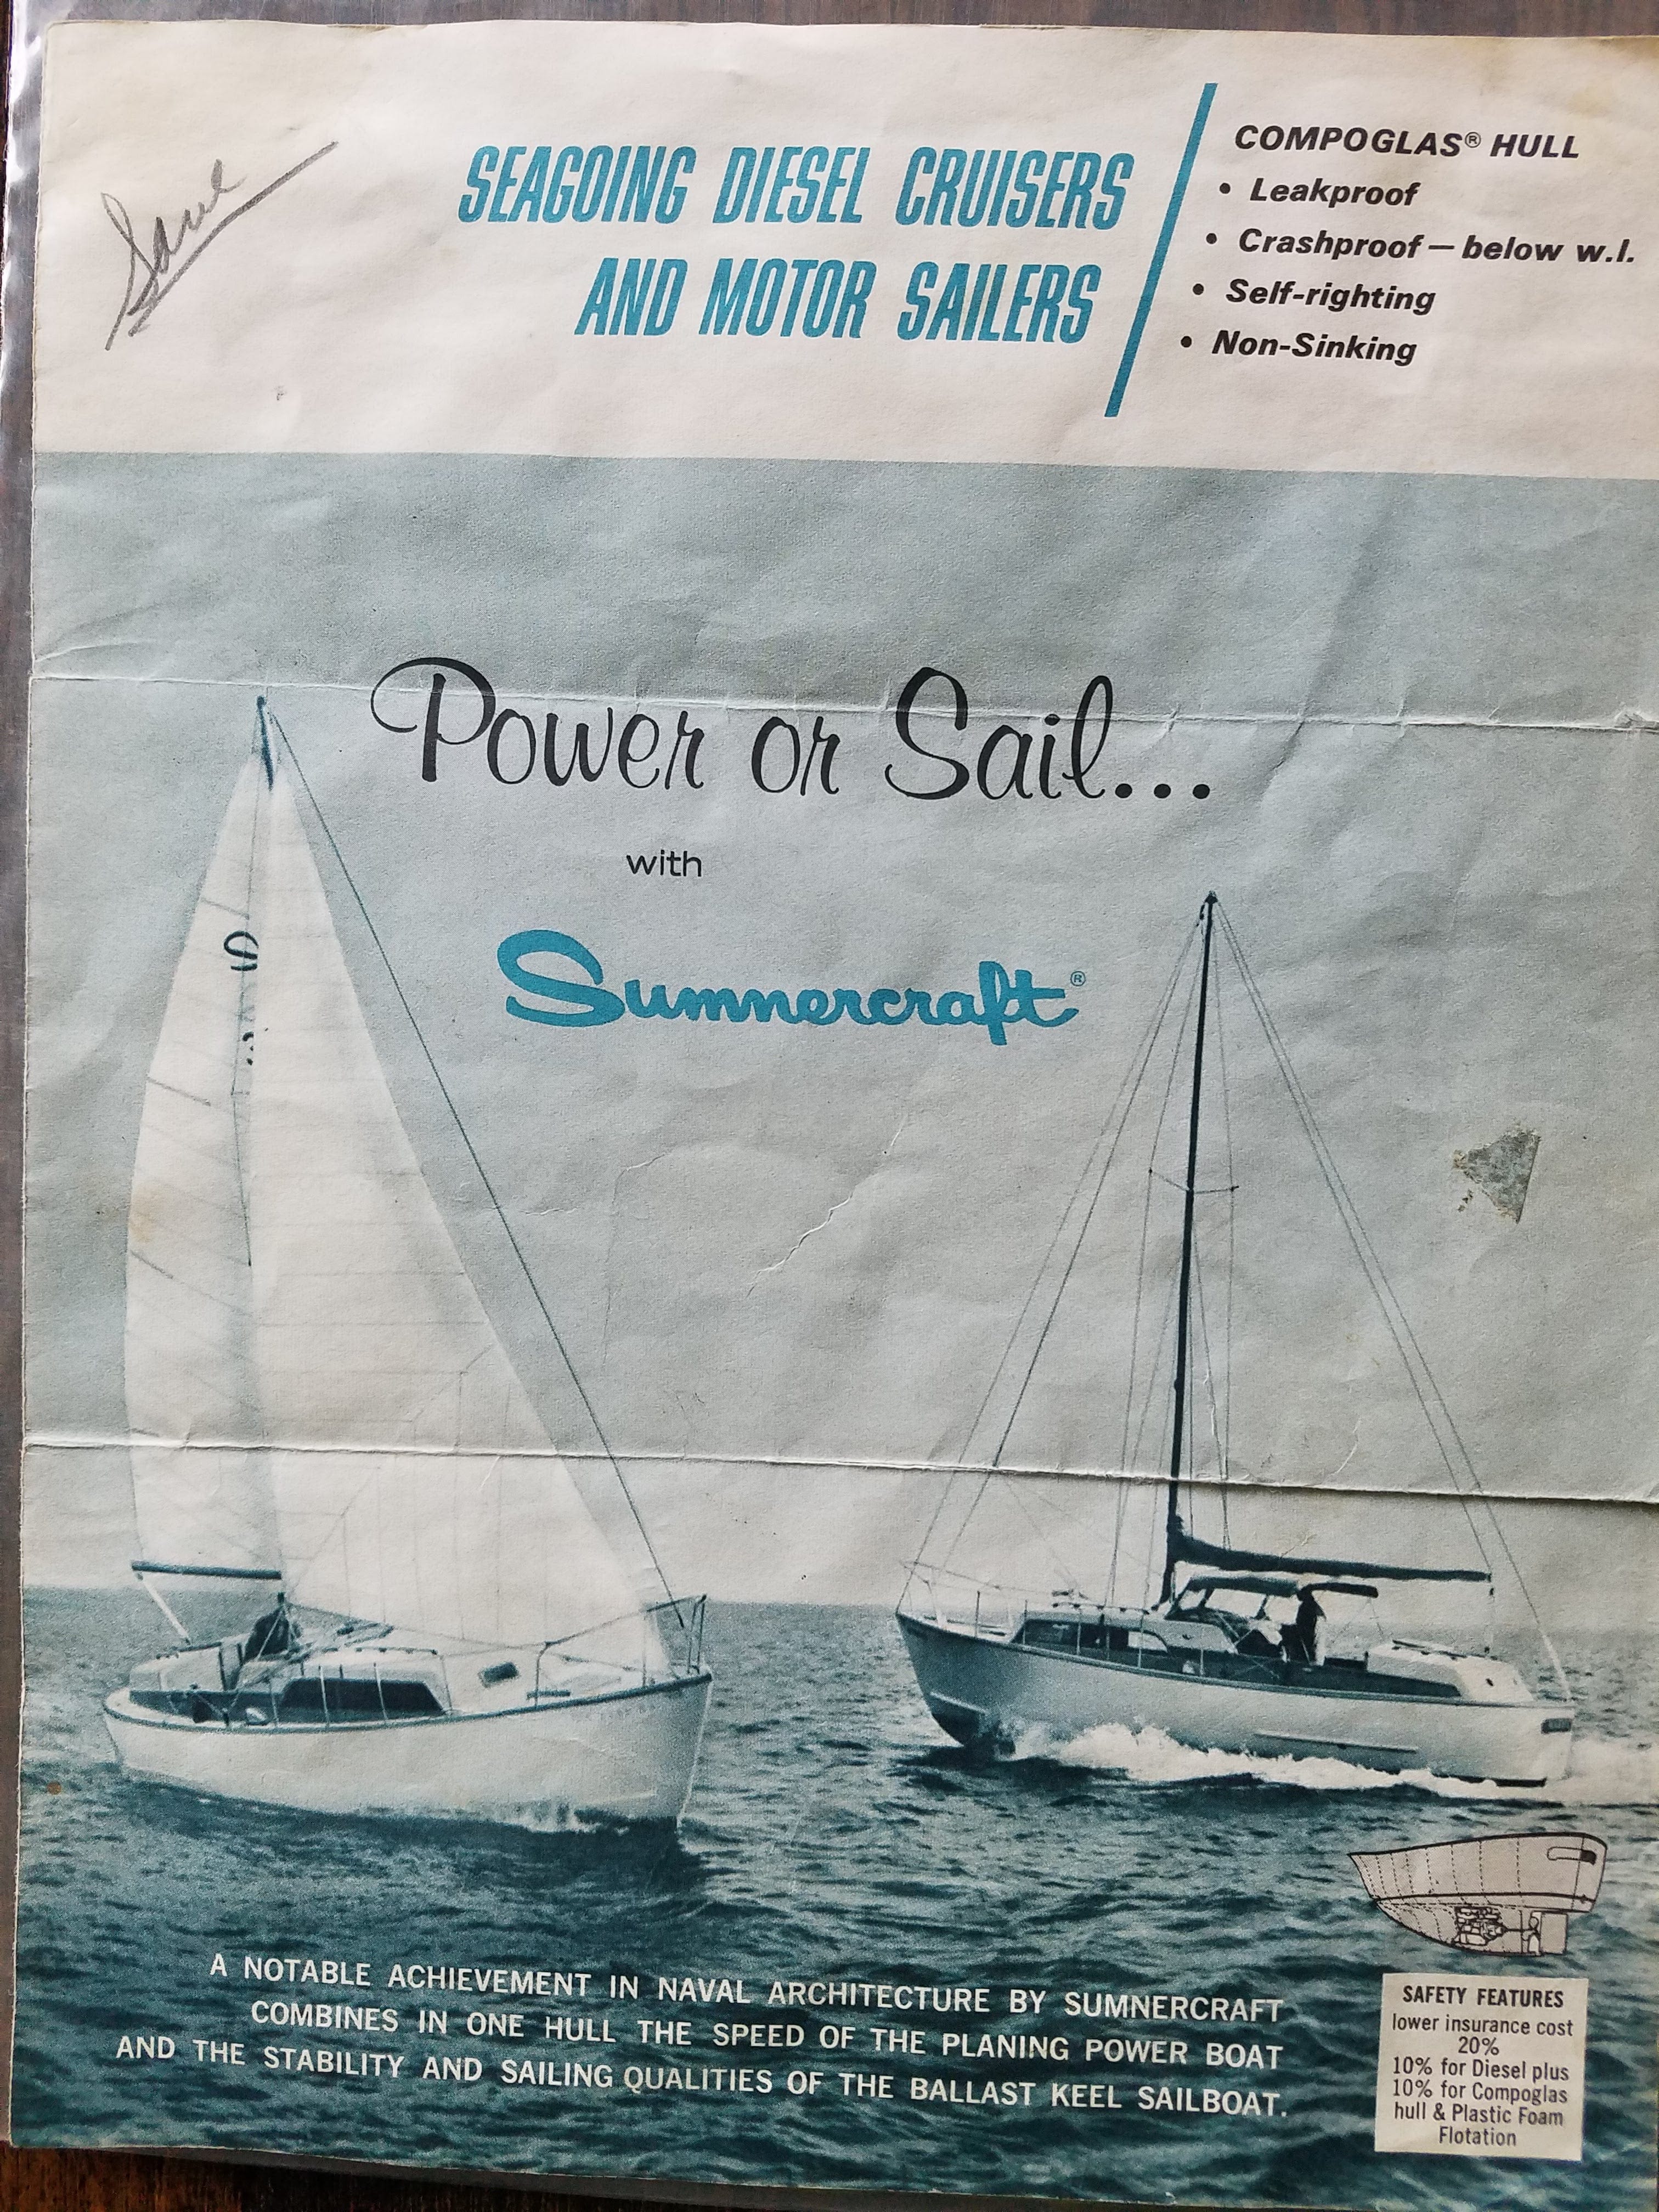 Save
SEAGOING DIESEL CRUISERS
AND MOTOR SAILERS
COMPOGLAS® HULL
• Leakproof
• Crashproof — below w.l.
• Self-righting
• Non-Sinking
Power or Sail...
with
Summercraft®
S
A NOTABLE ACHIEVEMENT IN NAVAL ARCHITECTURE BY SUMNERCRAFT
COMBINES IN ONE HULL THE SPEED OF THE PLANING POWER BOAT
AND THE STABILITY AND SAILING QUALITIES OF THE BALLAST KEEL SAILBOAT.
SAFETY FEATURES
lower insurance cost
20%
10% for Diesel plus
10% for Compoglas
hull & Plastic Foam
Flotation